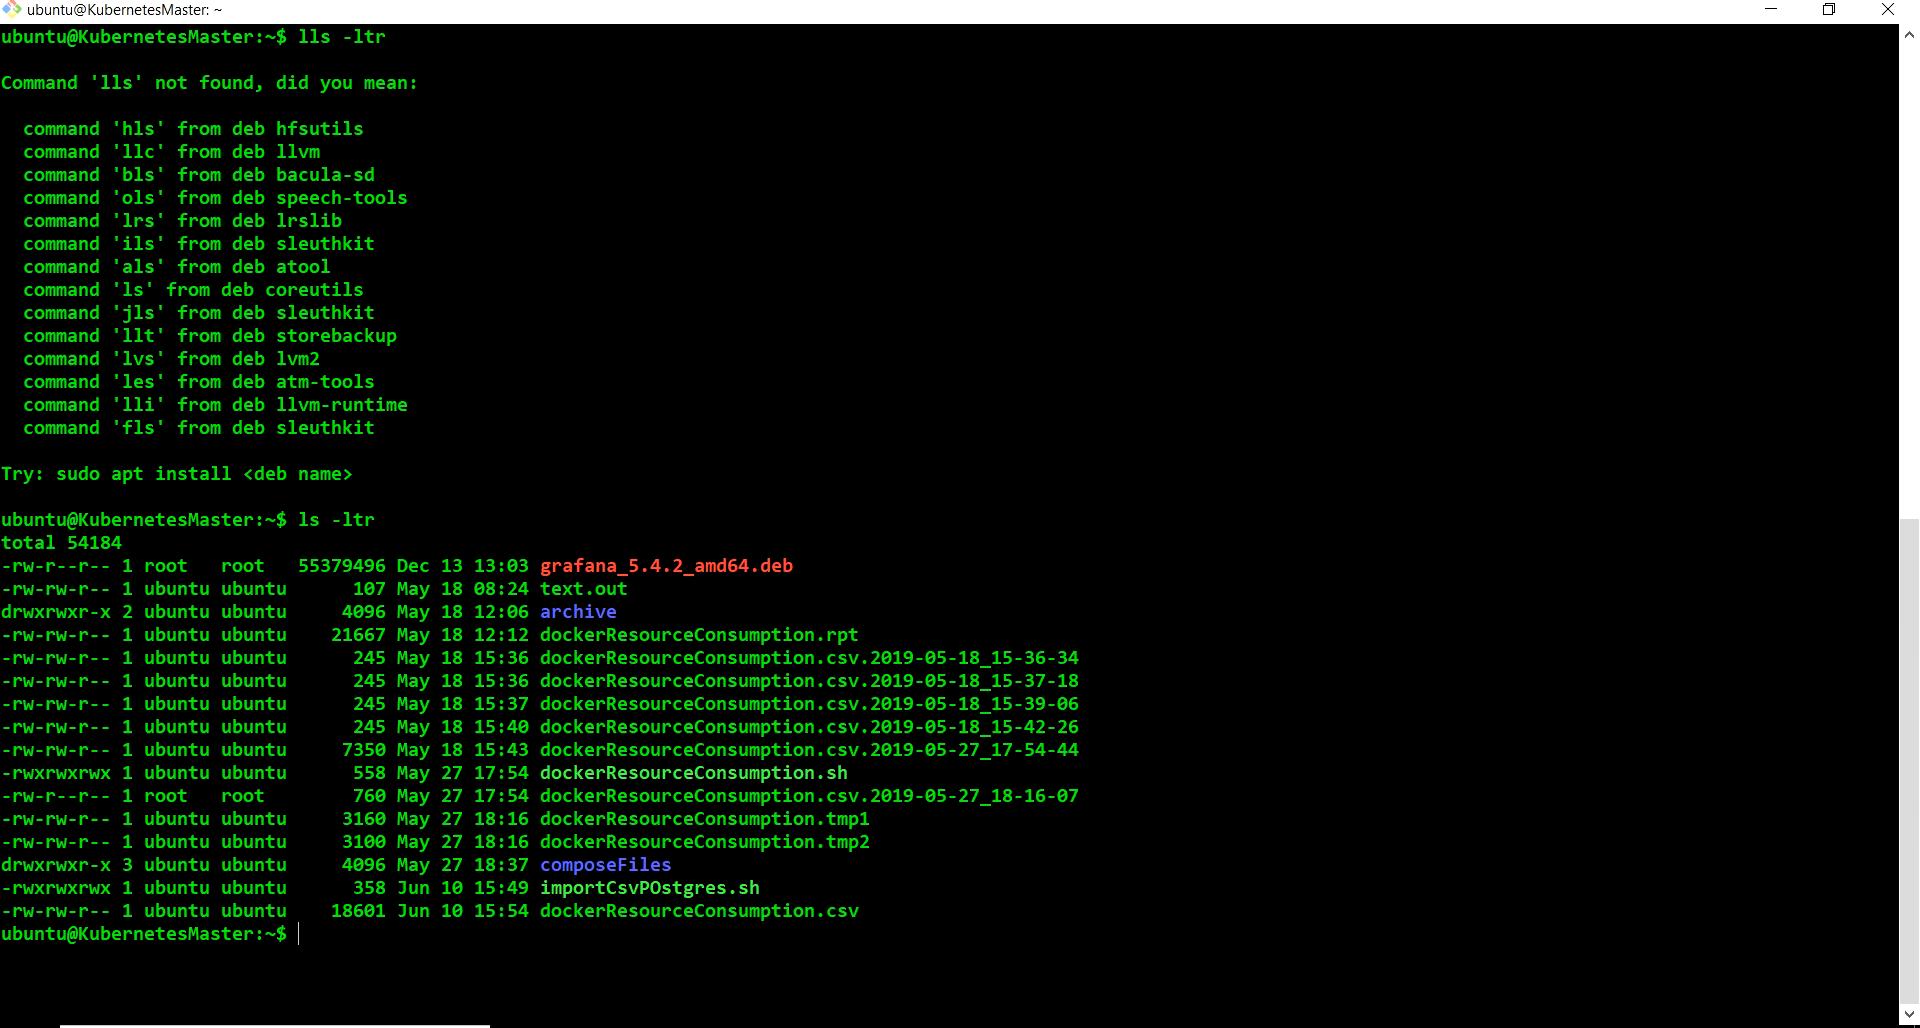 ubuntu@KubernetesMaster: ~
ubuntu@KubernetesMaster:~$ lls -ltr
Command 'lls' not found, did you mean:
command 'hls' from deb hfsutils
command 'llc' from deb llvm
command 'bls' from deb bacula-sd
command 'ols' from deb speech-tools
command 'lrs' from deb lrslib
command 'ils' from deb sleuthkit
command 'als' from deb atool
command 'ls' from deb coreutils
command 'jls' from deb sleuthkit
command 'llt' from deb storebackup
command 'lvs' from deb lvm2
command 'les' from deb atm-tools
command 'lli' from deb llvm-runtime
command 'fls' from deb sleuthkit
Try: sudo apt install <deb name>
ubuntu@KubernetesMaster:~$ ls -ltr
total 54184
-rw-r--r-- 1 root   root   55379496 Dec 13 13:03 grafana_5.4.2_amd64.deb
-rw-rw-r-- 1 ubuntu ubuntu      107 May 18 08:24 text.out
drwxrwxr-x 2 ubuntu ubuntu     4096 May 18 12:06 archive
-rw-rw-r-- 1 ubuntu ubuntu    21667 May 18 12:12 dockerResourceConsumption.rpt
-rw-rw-r-- 1 ubuntu ubuntu      245 May 18 15:36 dockerResourceConsumption.csv.2019-05-18_15-36-34
-rw-rw-r-- 1 ubuntu ubuntu      245 May 18 15:36 dockerResourceConsumption.csv.2019-05-18_15-37-18
-rw-rw-r-- 1 ubuntu ubuntu      245 May 18 15:37 dockerResourceConsumption.csv.2019-05-18_15-39-06
-rw-rw-r-- 1 ubuntu ubuntu      245 May 18 15:40 dockerResourceConsumption.csv.2019-05-18_15-42-26
-rw-rw-r-- 1 ubuntu ubuntu     7350 May 18 15:43 dockerResourceConsumption.csv.2019-05-27_17-54-44
-rwxrwxrwx 1 ubuntu ubuntu      558 May 27 17:54 dockerResourceConsumption.sh
-rw-r--r-- 1 root   root        760 May 27 17:54 dockerResourceConsumption.csv.2019-05-27_18-16-07
-rw-rw-r-- 1 ubuntu ubuntu     3160 May 27 18:16 dockerResourceConsumption.tmp1
-rw-rw-r-- 1 ubuntu ubuntu     3100 May 27 18:16 dockerResourceConsumption.tmp2
drwxrwxr-x 3 ubuntu ubuntu     4096 May 27 18:37 composeFiles
-rwxrwxrwx 1 ubuntu ubuntu      358 Jun 10 15:49 importCsvPOstgres.sh
-rw-rw-r-- 1 ubuntu ubuntu    18601 Jun 10 15:54 dockerResourceConsumption.csv
ubuntu@KubernetesMaster:~$